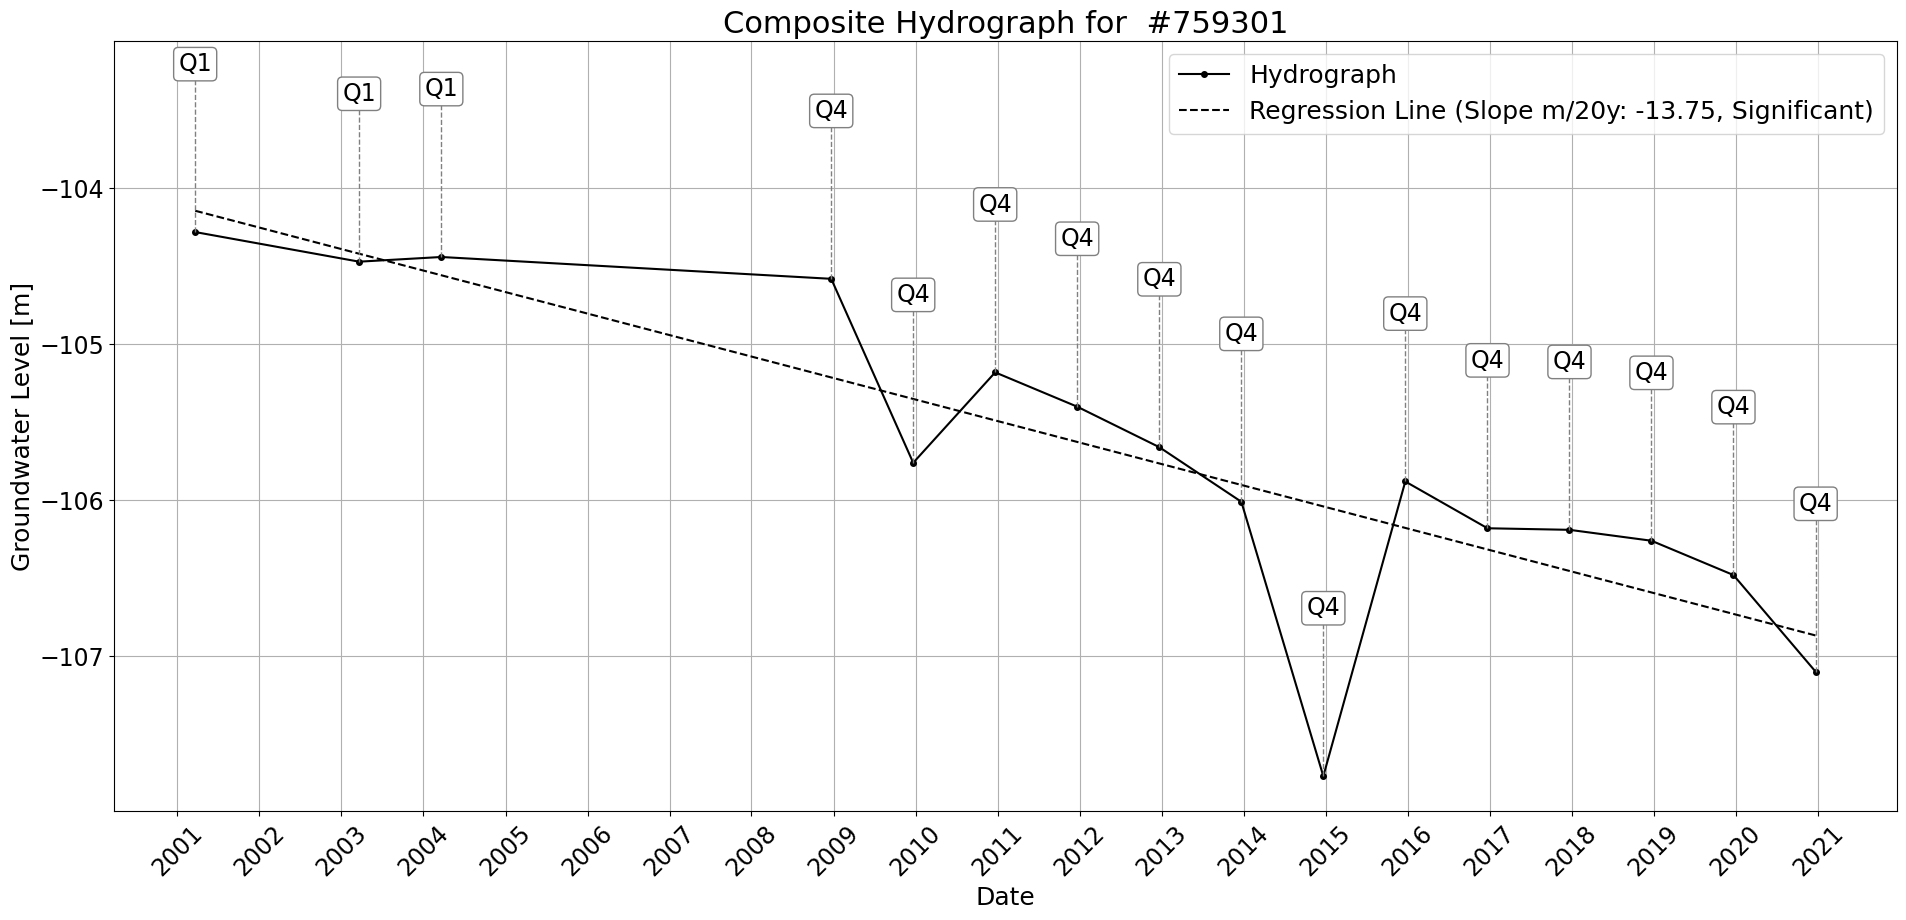 Composite Hydrograph for  #759301
Hydrograph
Regression Line (Slope m/20y: -13.75, Significant)
Q1
Q1
Q1
Q4
Q4
Q4
Q4
Q4
Q4
Q4
Q4
Q4
Q4
Q4
Q4
Q4
Groundwater Level [m]
−104
−105
−106
−107
2001
2002
2003
2004
2005
2006
2007
2008
2009
2010
2011
2012
2013
2014
2015
2016
2017
2018
2019
2020
2021
Date